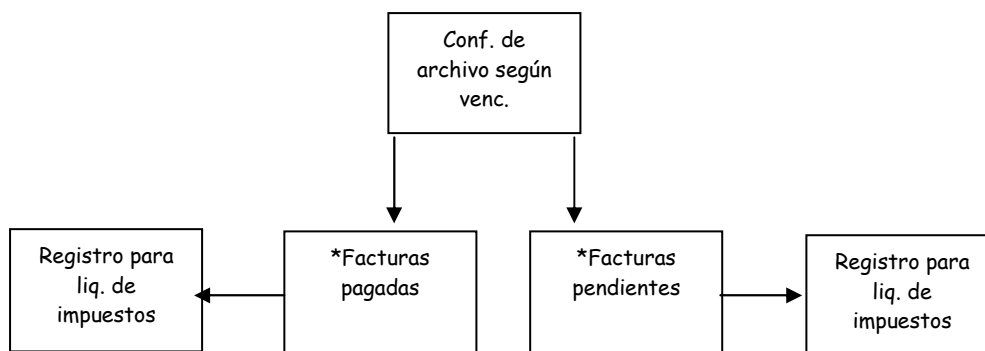 Conf. de
archivo según
venc.
Registro para
liq. de
impuestos
*Facturas
pagadas
*Facturas
pendientes
Registro para
liq. de
impuestos